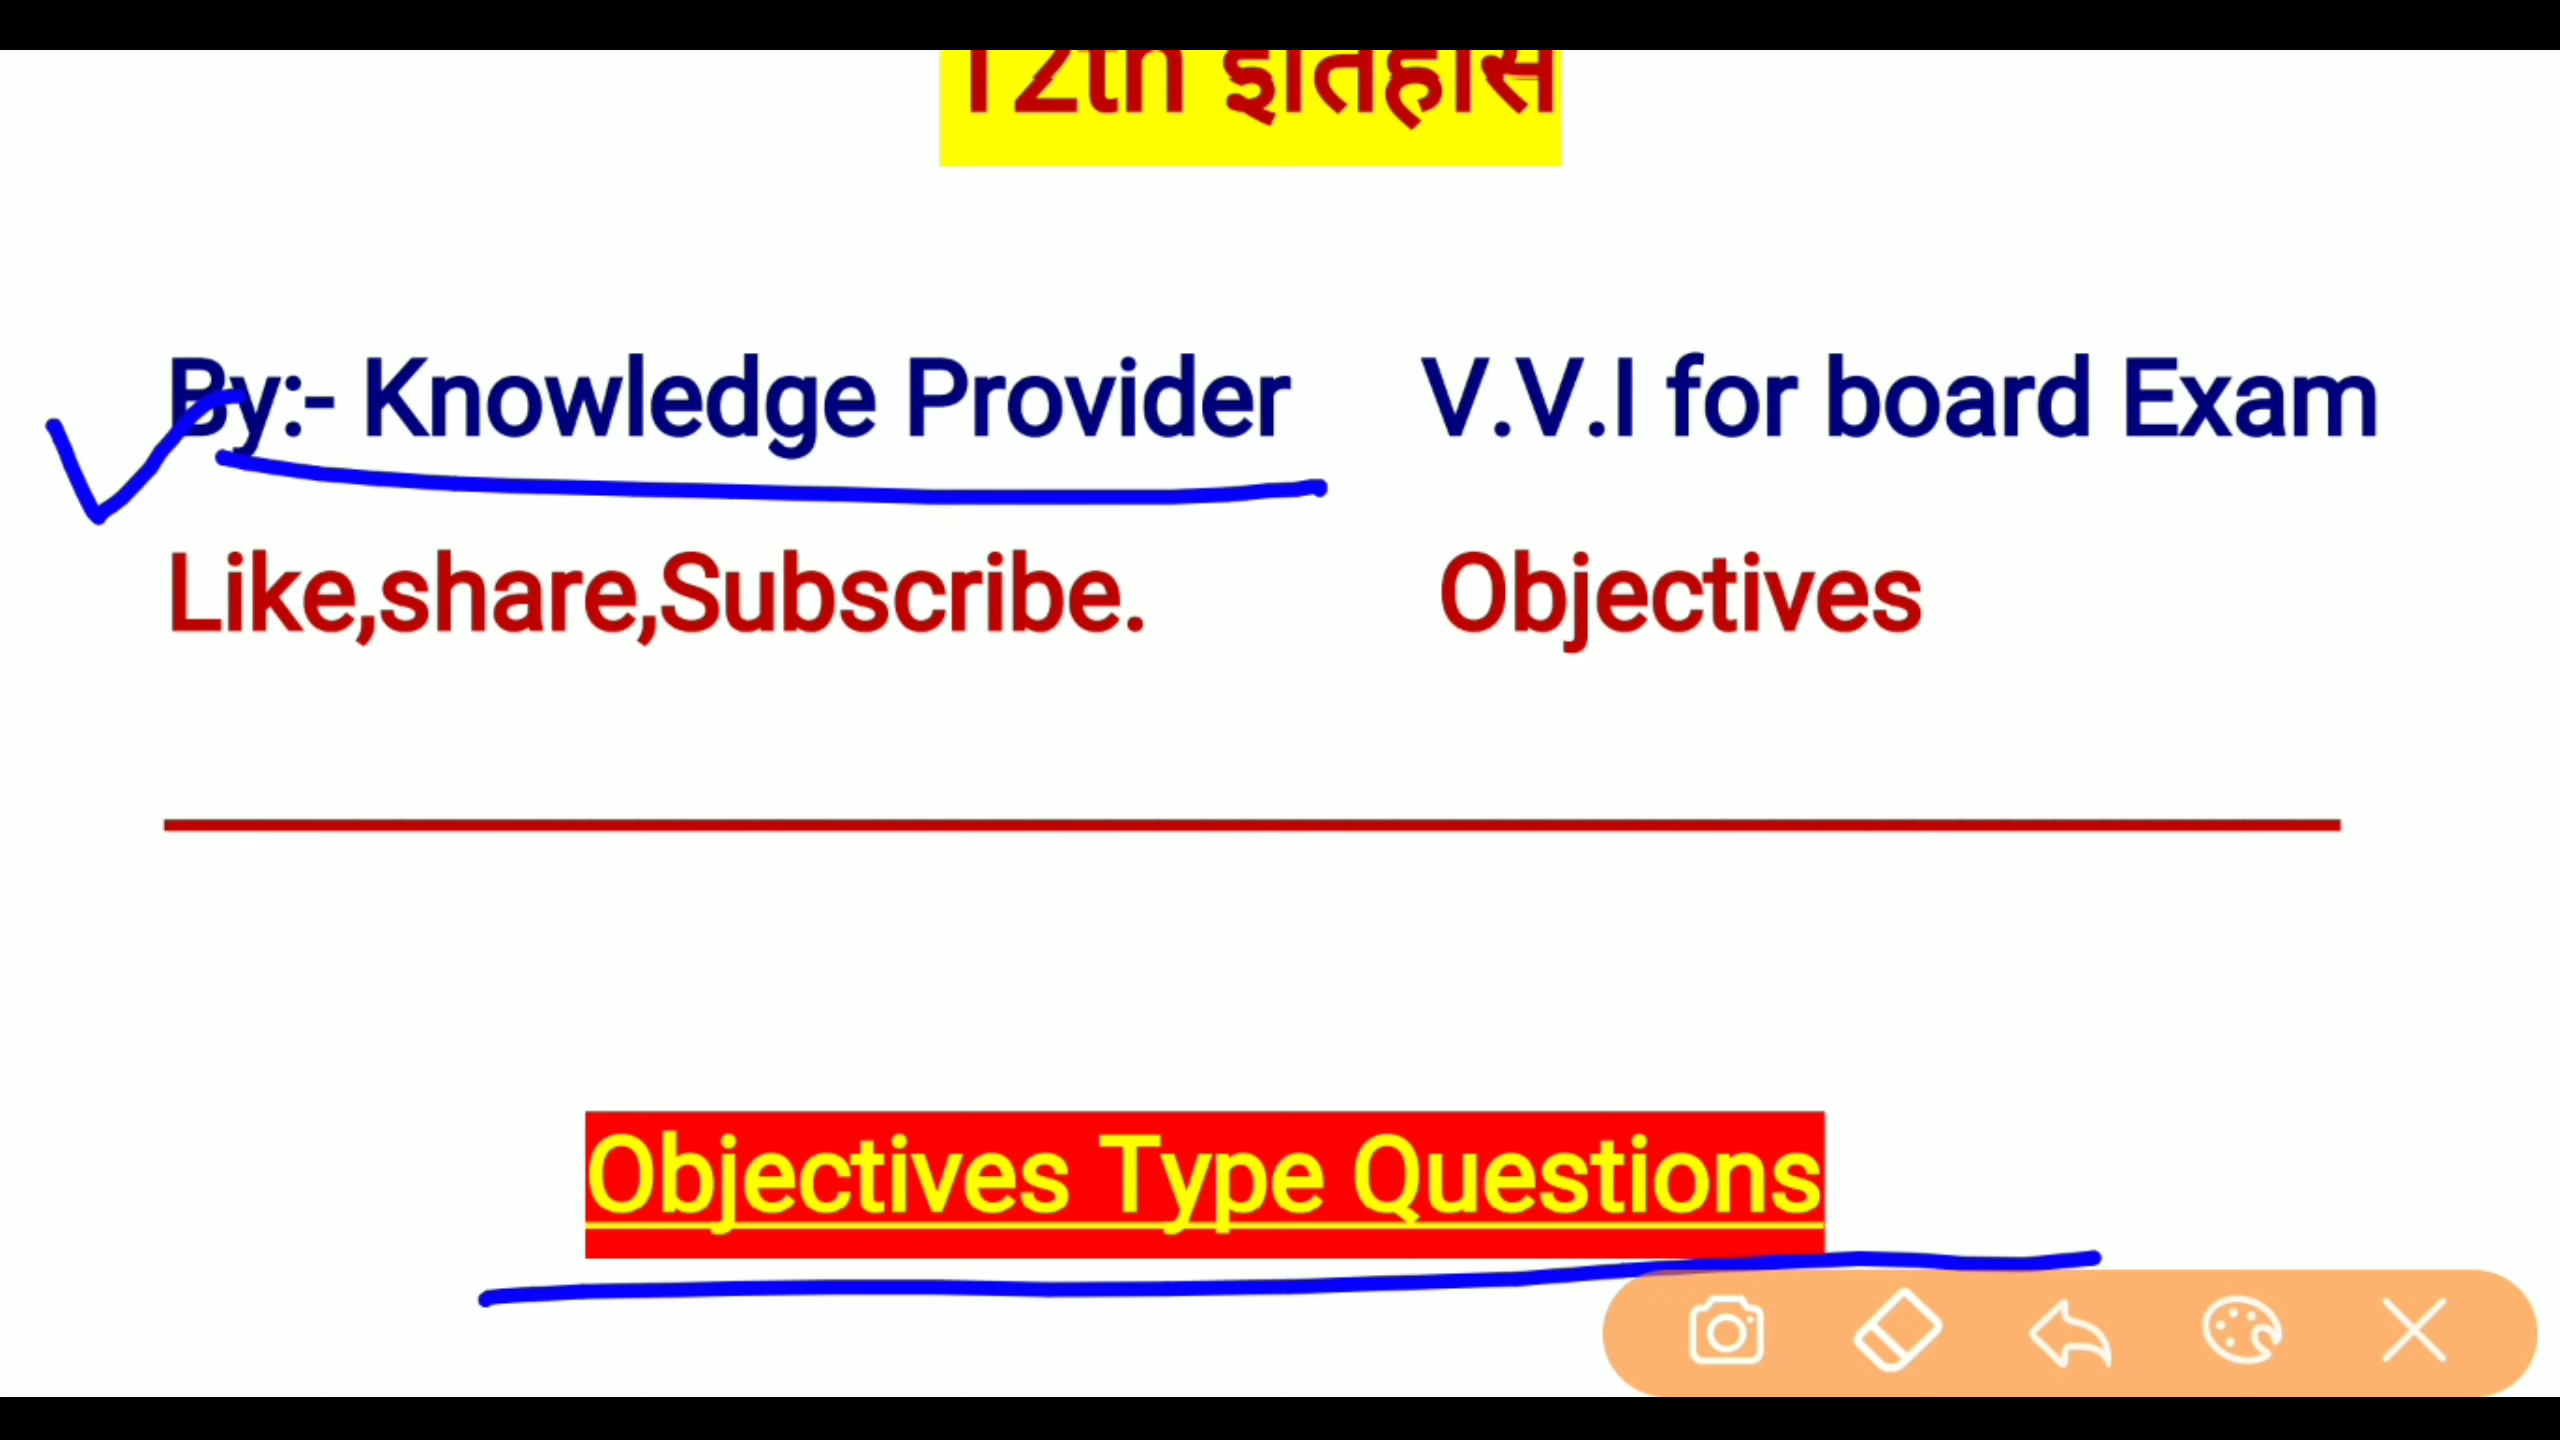 12th इतिहास
By:- Knowledge Provider V.V.I for board Exam
Like,share,Subscribe. Objectives
Objectives Type Questions